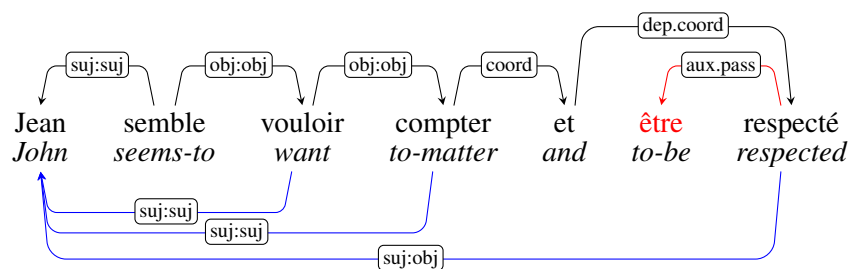 dep.coord
suj:suj obj:obj obj:obj coord aux.pass
Jean semble vouloir compter et être respecté
John seems-to want to-matter and to-be respected
suj:suj
suj:suj
suj:obj